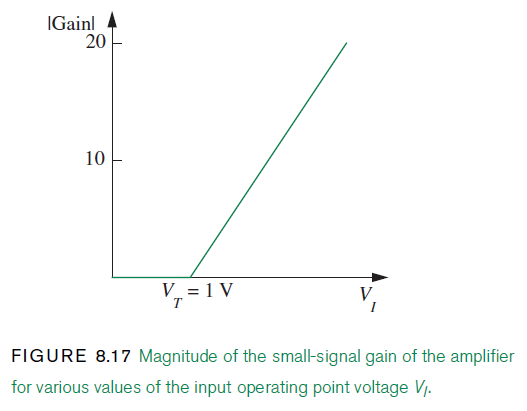 |Gain|
20
10
V_T = 1 V
V_I
FIGURE 8.17 Magnitude of the small-signal gain of the amplifier
for various values of the input operating point voltage V_I.